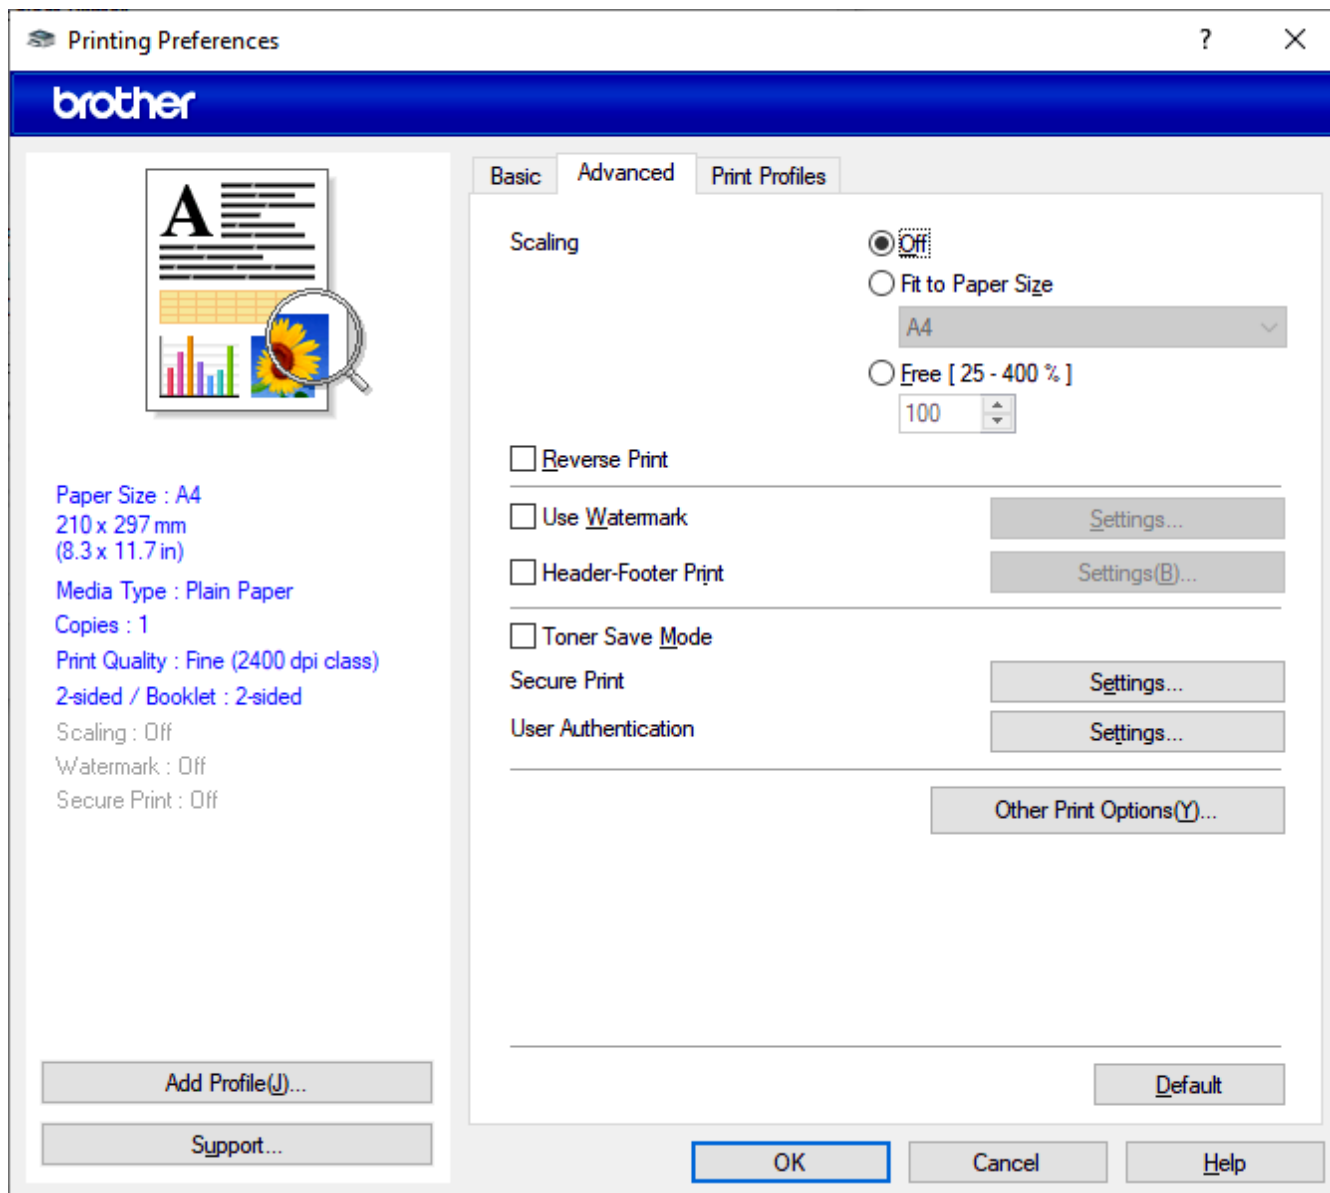 Printing Preferences
?
brother
A
Paper Size : A4
210 x 297 mm
(8.3 x 11.7 in)
Media Type : Plain Paper
Copies : 1
Print Quality : Fine (2400 dpi class)
2-sided / Booklet : 2-sided
Scaling : Off
Watermark : Off
Secure Print : Off
Add Profile(J)...
Support...
Basic
Advanced
Print Profiles
Scaling
Off
Fit to Paper Size
A4
Free [ 25 - 400 % ]
100
Reverse Print
Use Watermark
Settings...
Header-Footer Print
Settings(B)...
Toner Save Mode
Secure Print
Settings...
User Authentication
Settings...
Other Print Options(Y)...
Default
OK
Cancel
Help